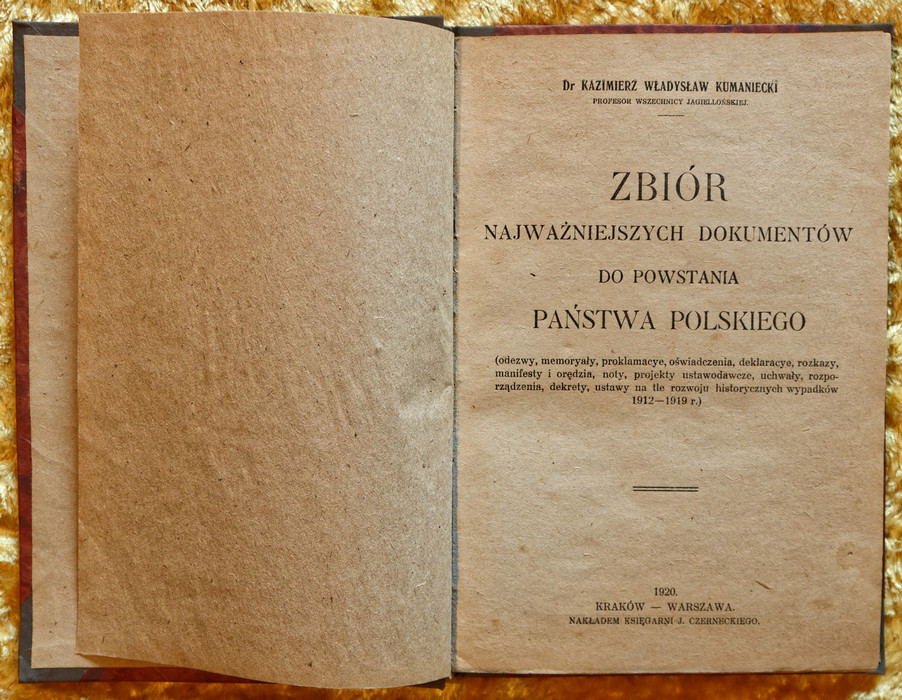 Dr KAZIMIERZ WŁADYSŁAW KUMANIECKI
PROFESOR WSZECHNICY JAGIELLOŃSKIEJ.
ZBIÓR
NAJWAŻNIEJSZYCH DOKUMENTÓW
DO POWSTANIA
PAŃSTWA POLSKIEGO
(odezwy, memoryały, proklamacye, oświadczenia, deklaracye, rozkazy,
manifesty i orędzia, noty, projekty ustawodawcze, uchwały, rozpo-
rządzenia, dekrety, ustawy na tle rozwoju historycznych wypadków
1912—1919 r.)
1920.
KRAKÓW — WARSZAWA.
NAKŁADEM KSIĘGARNI J. CZERNECKIEGO.